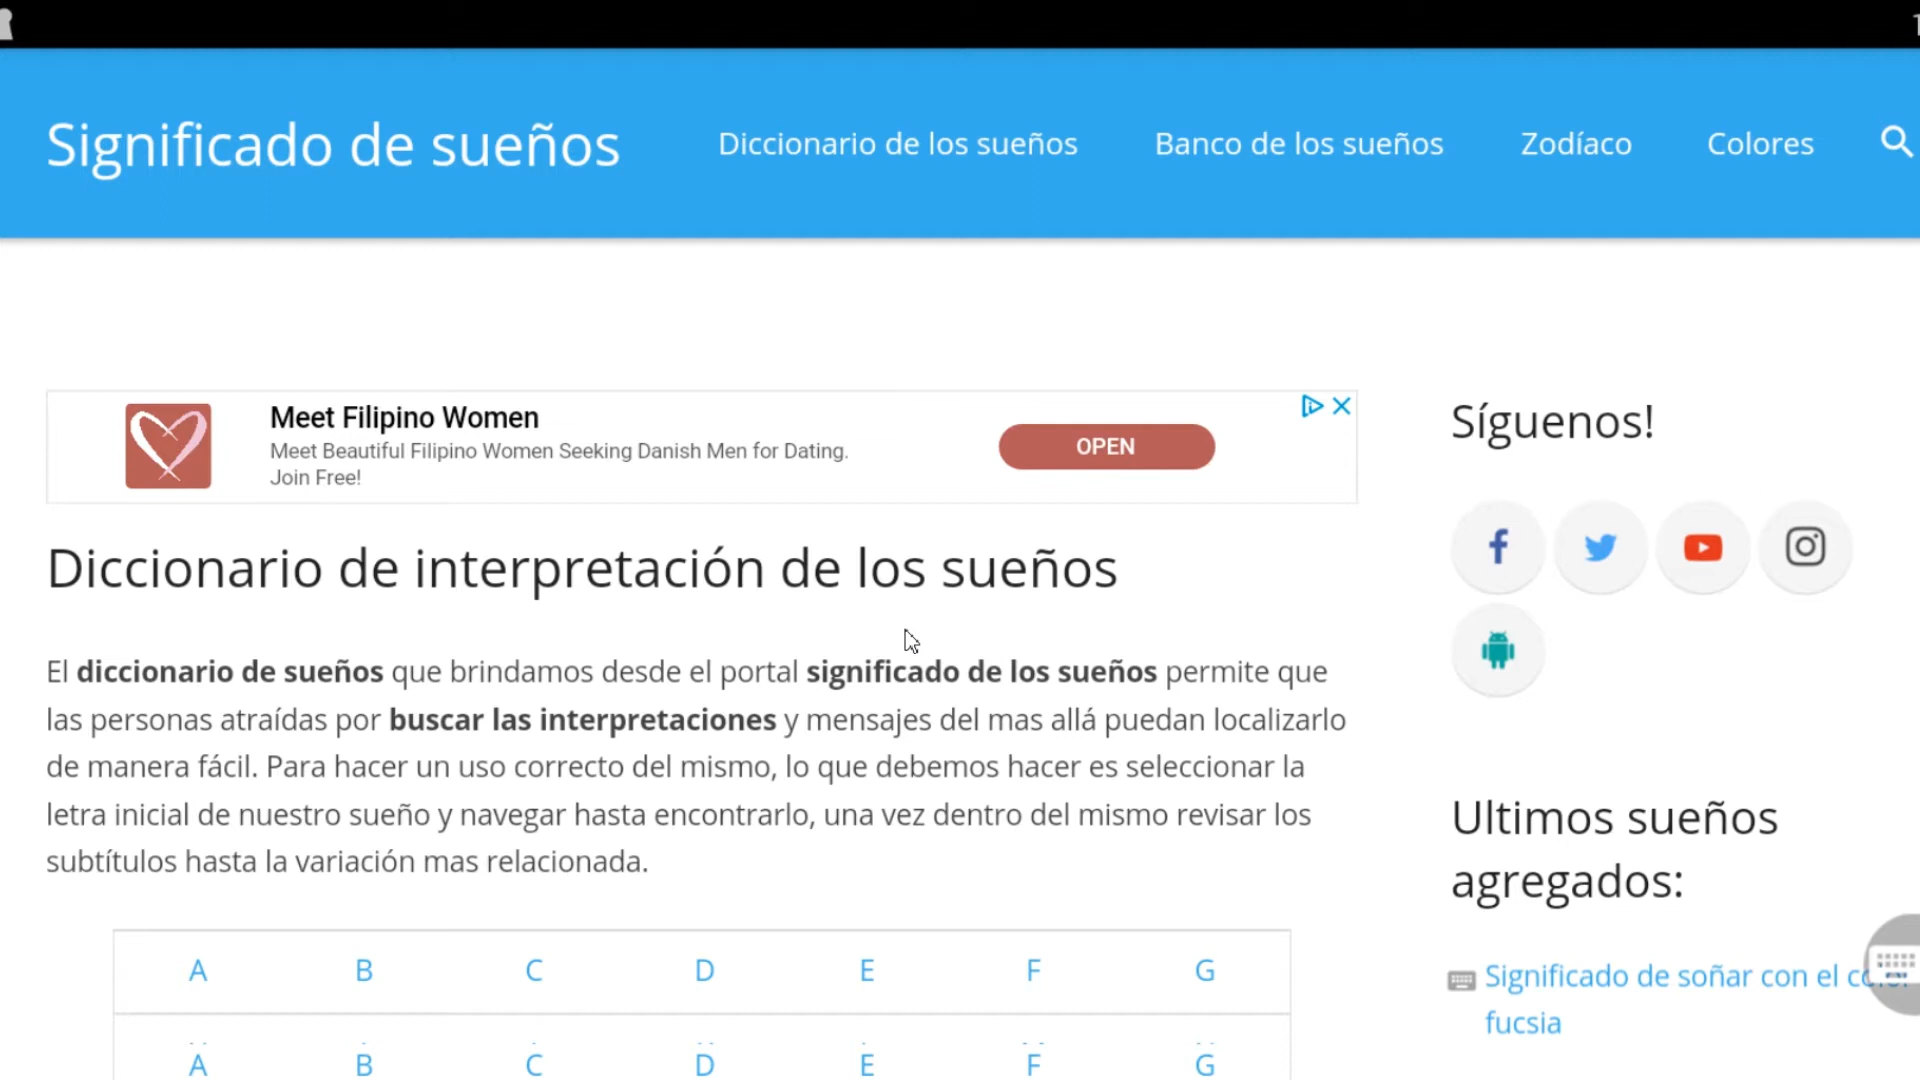 Significado de sueños
Diccionario de los sueños
Banco de los sueños
Zodíaco
Colores
Meet Filipino Women
Meet Beautiful Filipino Women Seeking Danish Men for Dating.
Join Free!
OPEN
Diccionario de interpretación de los sueños
El diccionario de sueños que brindamos desde el portal significado de los sueños permite que
las personas atraídas por buscar las interpretaciones y mensajes del mas allá puedan localizarlo
de manera fácil. Para hacer un uso correcto del mismo, lo que debemos hacer es seleccionar la
letra inicial de nuestro sueño y navegar hasta encontrarlo, una vez dentro del mismo revisar los
subtítulos hasta la variación mas relacionada.
A B C D E F G
A B C D E F G
Síguenos!
Ultimos sueños
agregados:
Significado de soñar con el color
fucsia